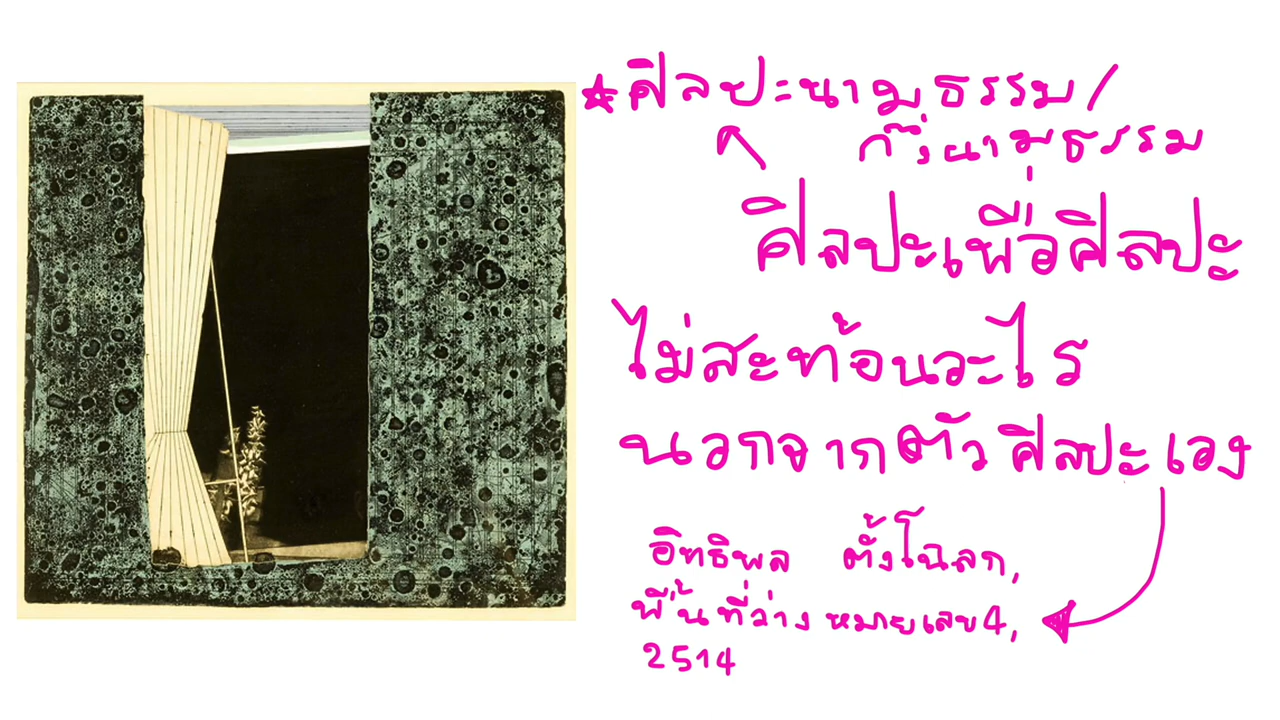 ★ศิลปะนามธรรม/
กึ่งนามธรรม
ศิลปะเพื่อศิลปะ
ไม่สะท้อนอะไร
นอกจากตัวศิลปะเอง
อิทธิพล ตั้งโฉลก,
พื้นที่ว่าง หมายเลข 4,
2514